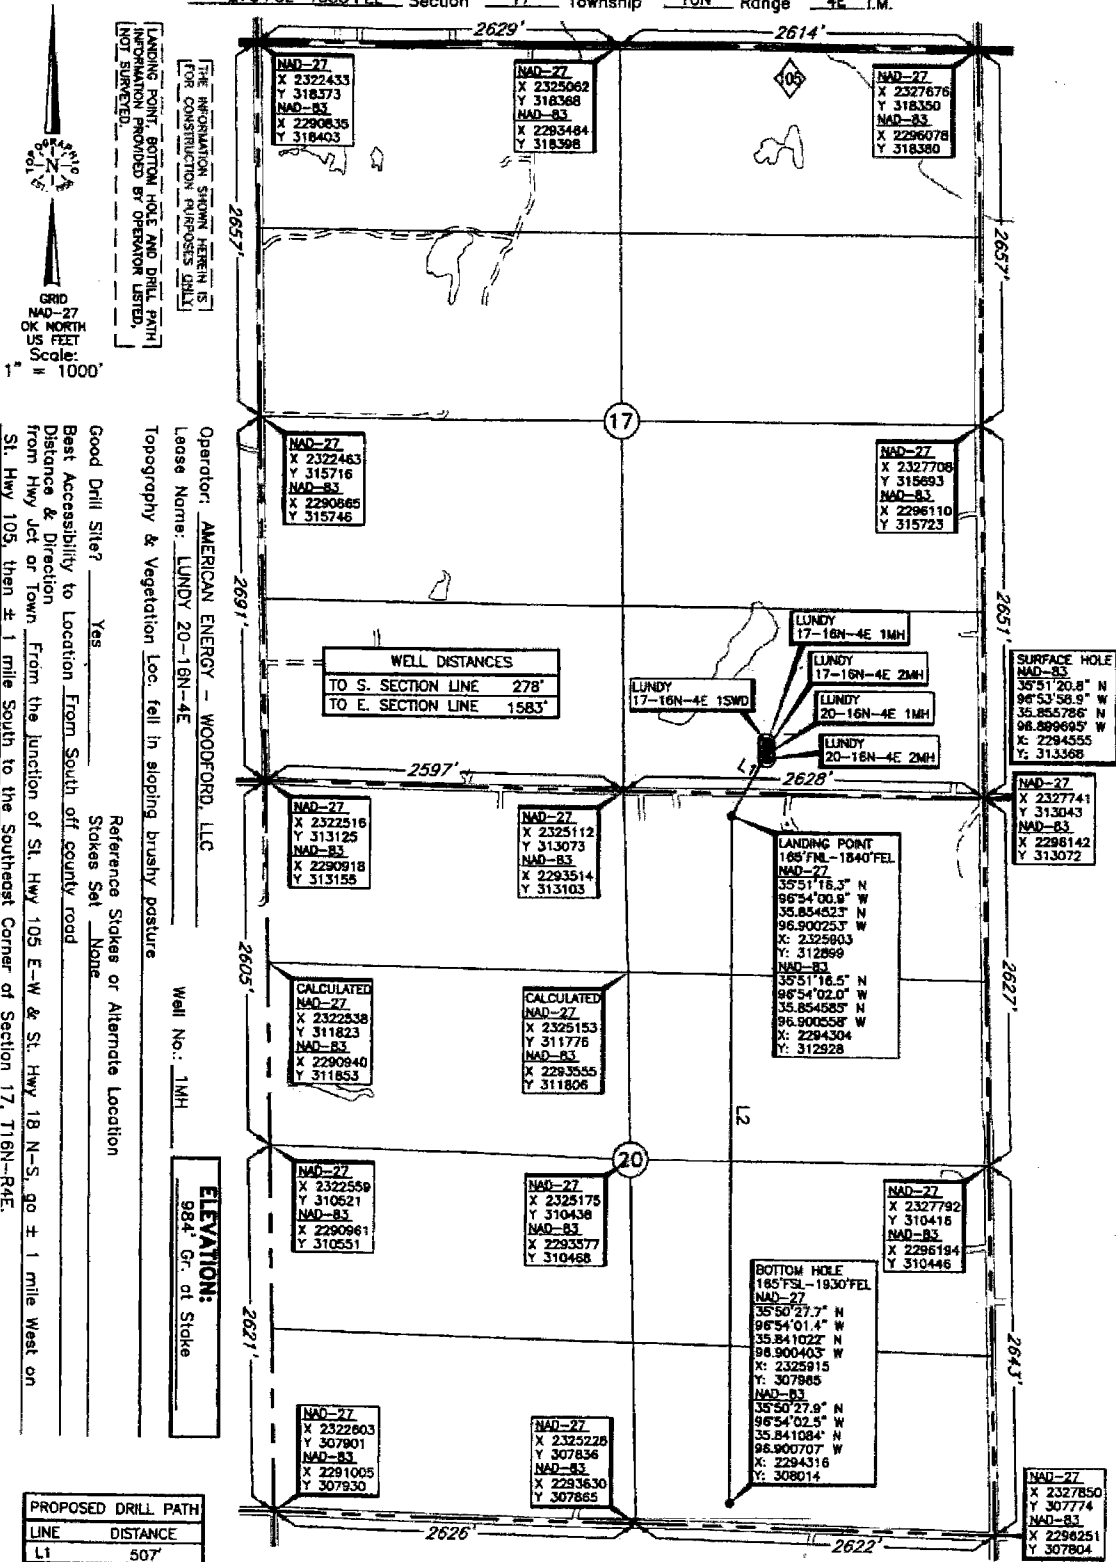 Section 17 Township 16N Range 4E I.M.
2629'
2614'
THE INFORMATION SHOWN HEREIN IS
FOR CONSTRUCTION PURPOSES ONLY
LANDING POINT, BOTTOM HOLE AND DRILL PATH
INFORMATION PROVIDED BY OPERATOR LISTED,
NOT SURVEYED.
N
GRID
NAD-27
OK NORTH
US FEET
Scale:
1" = 1000'
NAD-27
X 2322433
Y 318373
NAD-83
X 2290835
Y 318403
NAD-27
X 2325062
Y 318368
NAD-83
X 2293464
Y 318398
105
NAD-27
X 2327676
Y 318350
NAD-83
X 2296078
Y 318380
2657'
2657'
17
NAD-27
X 2322463
Y 315716
NAD-83
X 2290865
Y 315746
NAD-27
X 2327708
Y 315693
NAD-83
X 2296110
Y 315723
2691'
2651'
Operator: AMERICAN ENERGY - WOODFORD, LLC
Lease Name: LUNDY 20-16N-4E
Well No.: 1MH
Topography & Vegetation Loc. fell in sloping brushy pasture
Good Drill Site? Yes
Reference Stakes or Alternate Location
Stakes Set None
Best Accessibility to Location From South off county road
Distance & Direction
from Hwy Jct or Town From the junction of St. Hwy 105 E-W & St. Hwy 18 N-S, go ± 1 mile West on
St. Hwy 105, then ± 1 mile South to the Southeast Corner of Section 17, T16N-R4E.
WELL DISTANCES
TO S. SECTION LINE 278'
TO E. SECTION LINE 1583'
LUNDY
17-16N-4E 1MH
LUNDY
17-16N-4E 2MH
LUNDY
17-16N-4E 1SWD
LUNDY
20-16N-4E 1MH
LUNDY
20-16N-4E 2MH
SURFACE HOLE
NAD-83
35°51'20.8" N
96°53'58.9" W
35.855786° N
96.899695° W
X: 2294555
Y: 313368
L1
2597'
2628'
NAD-27
X 2322516
Y 313125
NAD-83
X 2290918
Y 313155
NAD-27
X 2325112
Y 313073
NAD-83
X 2293514
Y 313103
NAD-27
X 2327741
Y 313043
NAD-83
X 2296142
Y 313072
LANDING POINT
165'FNL-1840'FEL
NAD-27
35°51'16.3" N
96°54'00.9" W
35.854523° N
96.900253° W
X: 2325903
Y: 312899
NAD-83
35°51'16.5" N
96°54'02.0" W
35.854585° N
96.900558° W
X: 2294304
Y: 312928
2605'
2627'
CALCULATED
NAD-27
X 2322538
Y 311823
NAD-83
X 2290940
Y 311853
CALCULATED
NAD-27
X 2325153
Y 311776
NAD-83
X 2293555
Y 311806
L2
20
ELEVATION:
984' Gr. at Stake
NAD-27
X 2322559
Y 310521
NAD-83
X 2290961
Y 310551
NAD-27
X 2325175
Y 310438
NAD-83
X 2293577
Y 310468
NAD-27
X 2327792
Y 310416
NAD-83
X 2296194
Y 310446
BOTTOM HOLE
165'FSL-1930'FEL
NAD-27
35°50'27.7" N
96°54'01.4" W
35.841022° N
96.900403° W
X: 2325915
Y: 307985
NAD-83
35°50'27.9" N
96°54'02.5" W
35.841084° N
96.900707° W
X: 2294316
Y: 308014
2621'
2643'
NAD-27
X 2322603
Y 307901
NAD-83
X 2291005
Y 307930
NAD-27
X 2325228
Y 307836
NAD-83
X 2293630
Y 307865
NAD-27
X 2327850
Y 307774
NAD-83
X 2296251
Y 307804
2626'
2622'
PROPOSED DRILL PATH
LINE DISTANCE
L1 507'